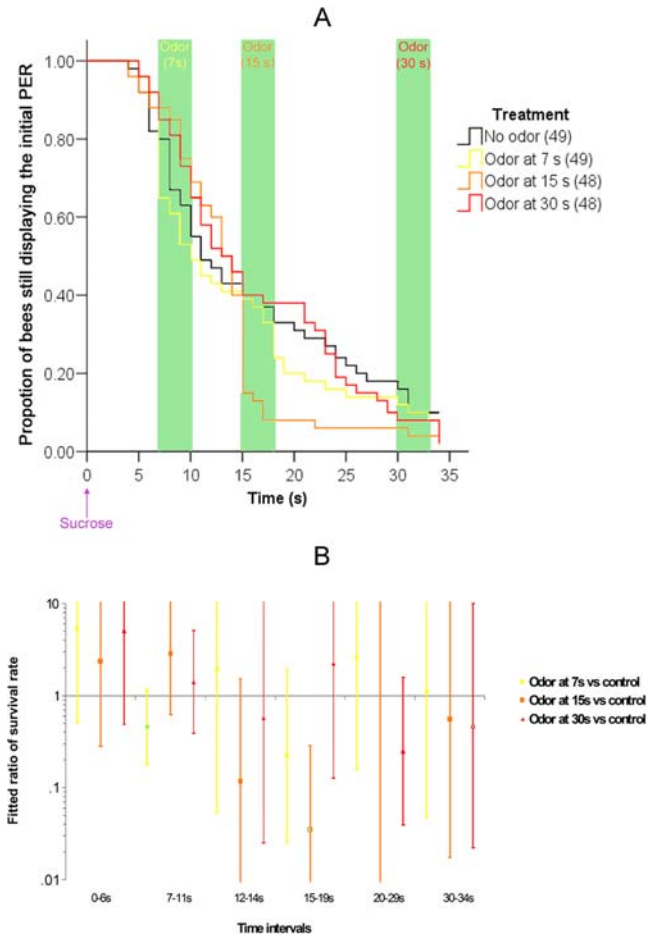 A
Propotion of bees still displaying the initial PER
1.00
0.80
0.60
0.40
0.20
0.00
Odor
(7s)
Odor
(15 s)
Odor
(30 s)
Treatment
No odor (49)
Odor at 7 s (49)
Odor at 15 s (48)
Odor at 30 s (48)
0 5 10 15 20 25 30 35
Time (s)
Sucrose
B
Fitted ratio of survival rate
10
1
.1
.01
Odor at 7s vs control
Odor at 15s vs control
Odor at 30s vs control
0-6s 7-11s 12-14s 15-19s 20-29s 30-34s
Time intervals